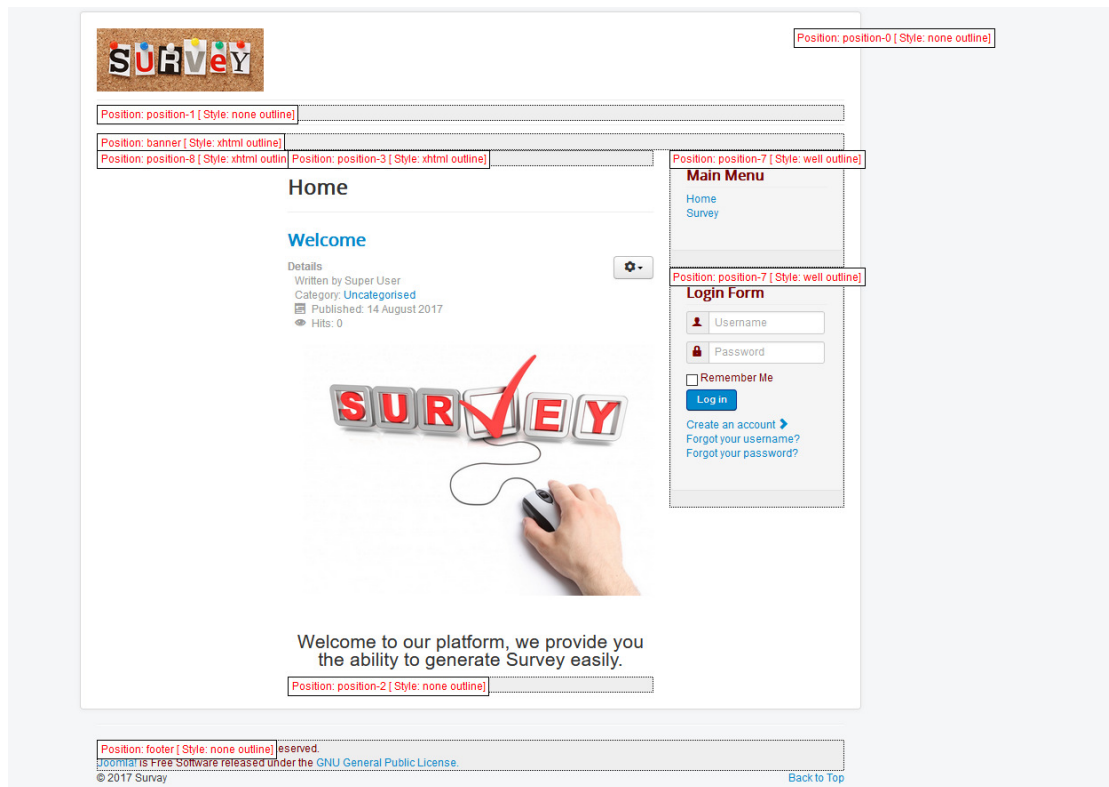 SURVeY
Position: position-0 [ Style: none outline]
Position: position-1 [ Style: none outline]
Position: banner [ Style: xhtml outline]
Position: position-8 [ Style: xhtml outlin
Position: position-3 [ Style: xhtml outline]
Position: position-7 [ Style: well outline]
Home
Main Menu
Home
Survey
Welcome
Details
Written by Super User
Category: Uncategorised
Published: 14 August 2017
Hits: 0
Position: position-7 [ Style: well outline]
Login Form
Username
Password
Remember Me
Log in
Create an account
Forgot your username?
Forgot your password?
SURVEY
Welcome to our platform, we provide you
the ability to generate Survey easily.
Position: position-2 [ Style: none outline]
Position: footer [ Style: none outline] eserved.
Joomla! is Free Software released under the GNU General Public License.
© 2017 Survay
Back to Top